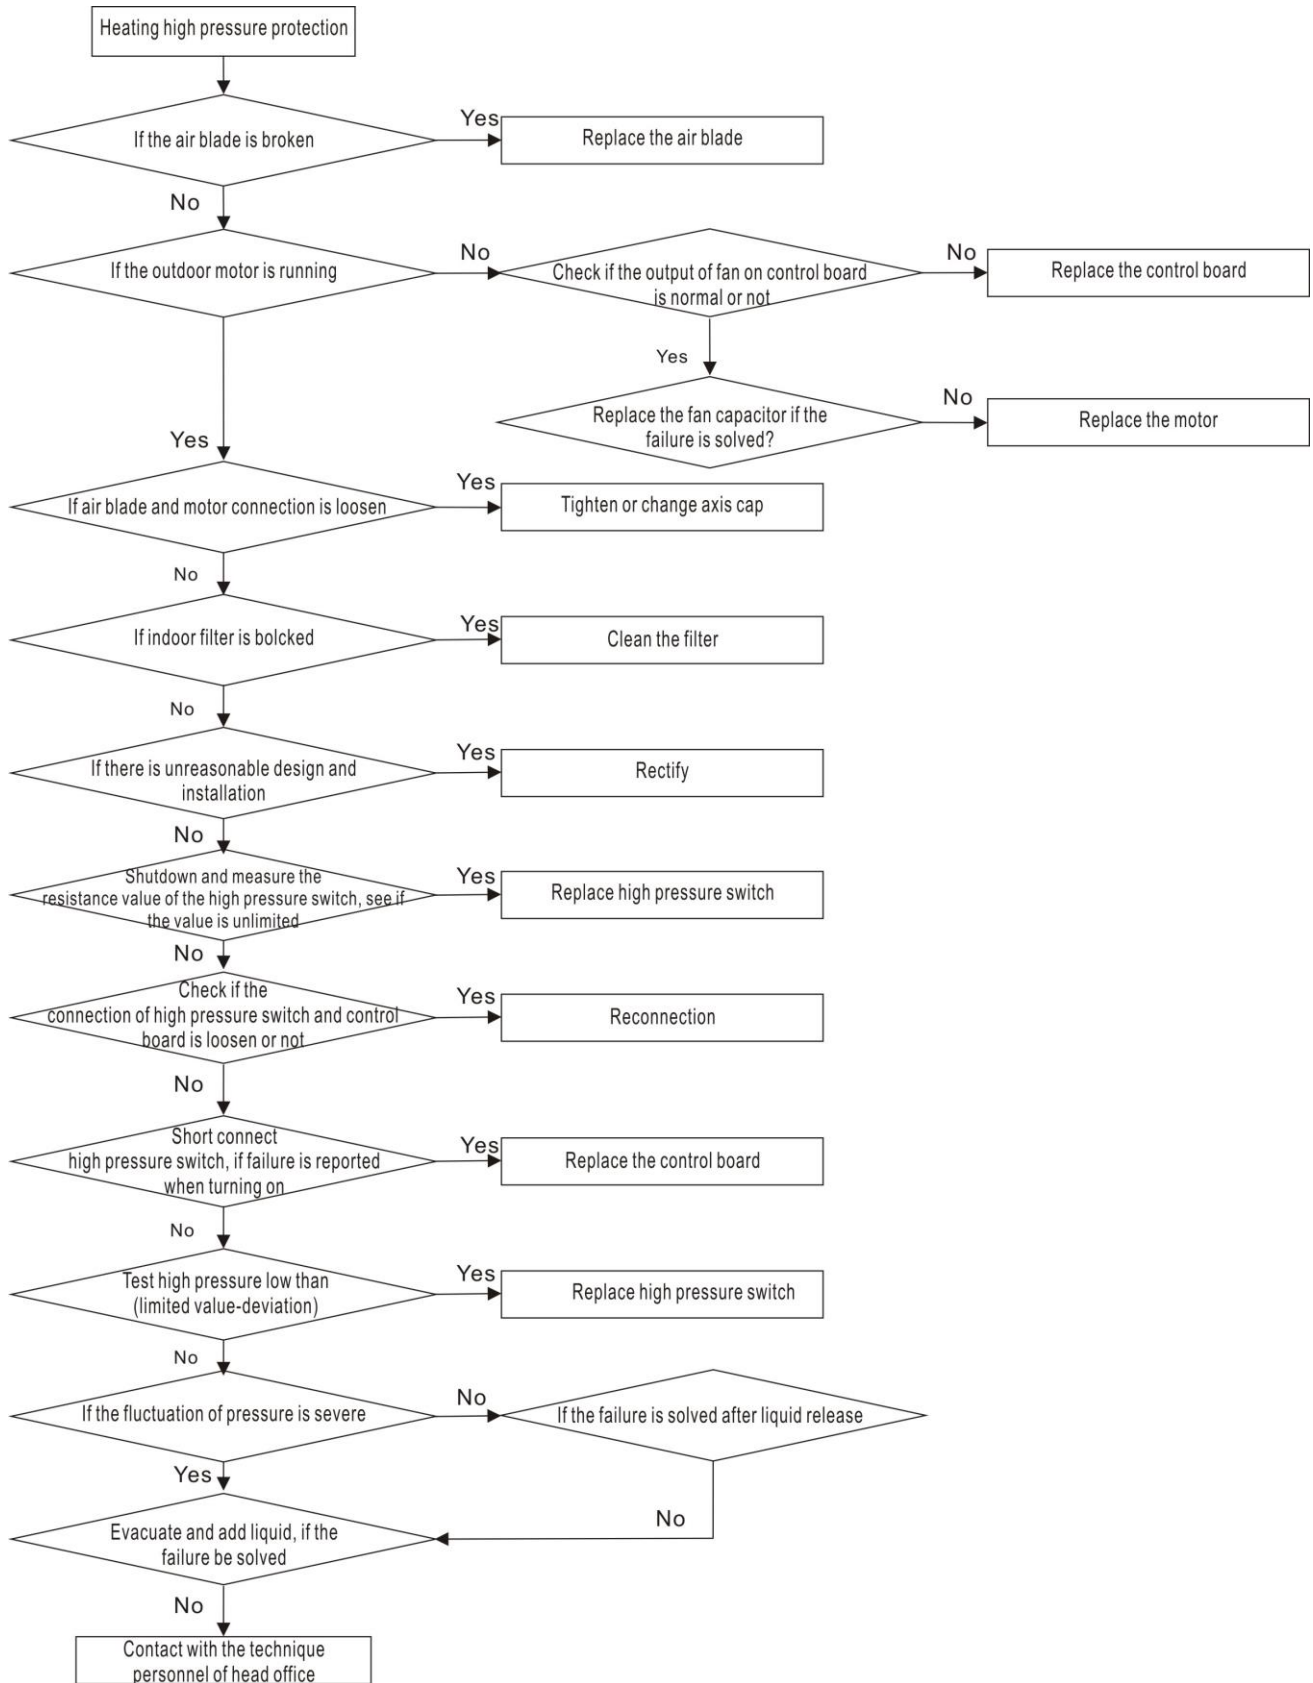 Heating high pressure protection
If the air blade is broken
Yes
Replace the air blade
No
If the outdoor motor is running
No
Check if the output of fan on control board
is normal or not
No
Replace the control board
Yes
Replace the fan capacitor if the
failure is solved?
No
Replace the motor
Yes
If air blade and motor connection is loosen
Yes
Tighten or change axis cap
No
If indoor filter is bolcked
Yes
Clean the filter
No
If there is unreasonable design and
installation
Yes
Rectify
No
Shutdown and measure the
resistance value of the high pressure switch, see if
the value is unlimited
Yes
Replace high pressure switch
No
Check if the
connection of high pressure switch and control
board is loosen or not
Yes
Reconnection
No
Short connect
high pressure switch, if failure is reported
when turning on
Yes
Replace the control board
No
Test high pressure low than
(limited value-deviation)
Yes
Replace high pressure switch
No
If the fluctuation of pressure is severe
No
If the failure is solved after liquid release
Yes
No
Evacuate and add liquid, if the
failure be solved
No
Contact with the technique
personnel of head office